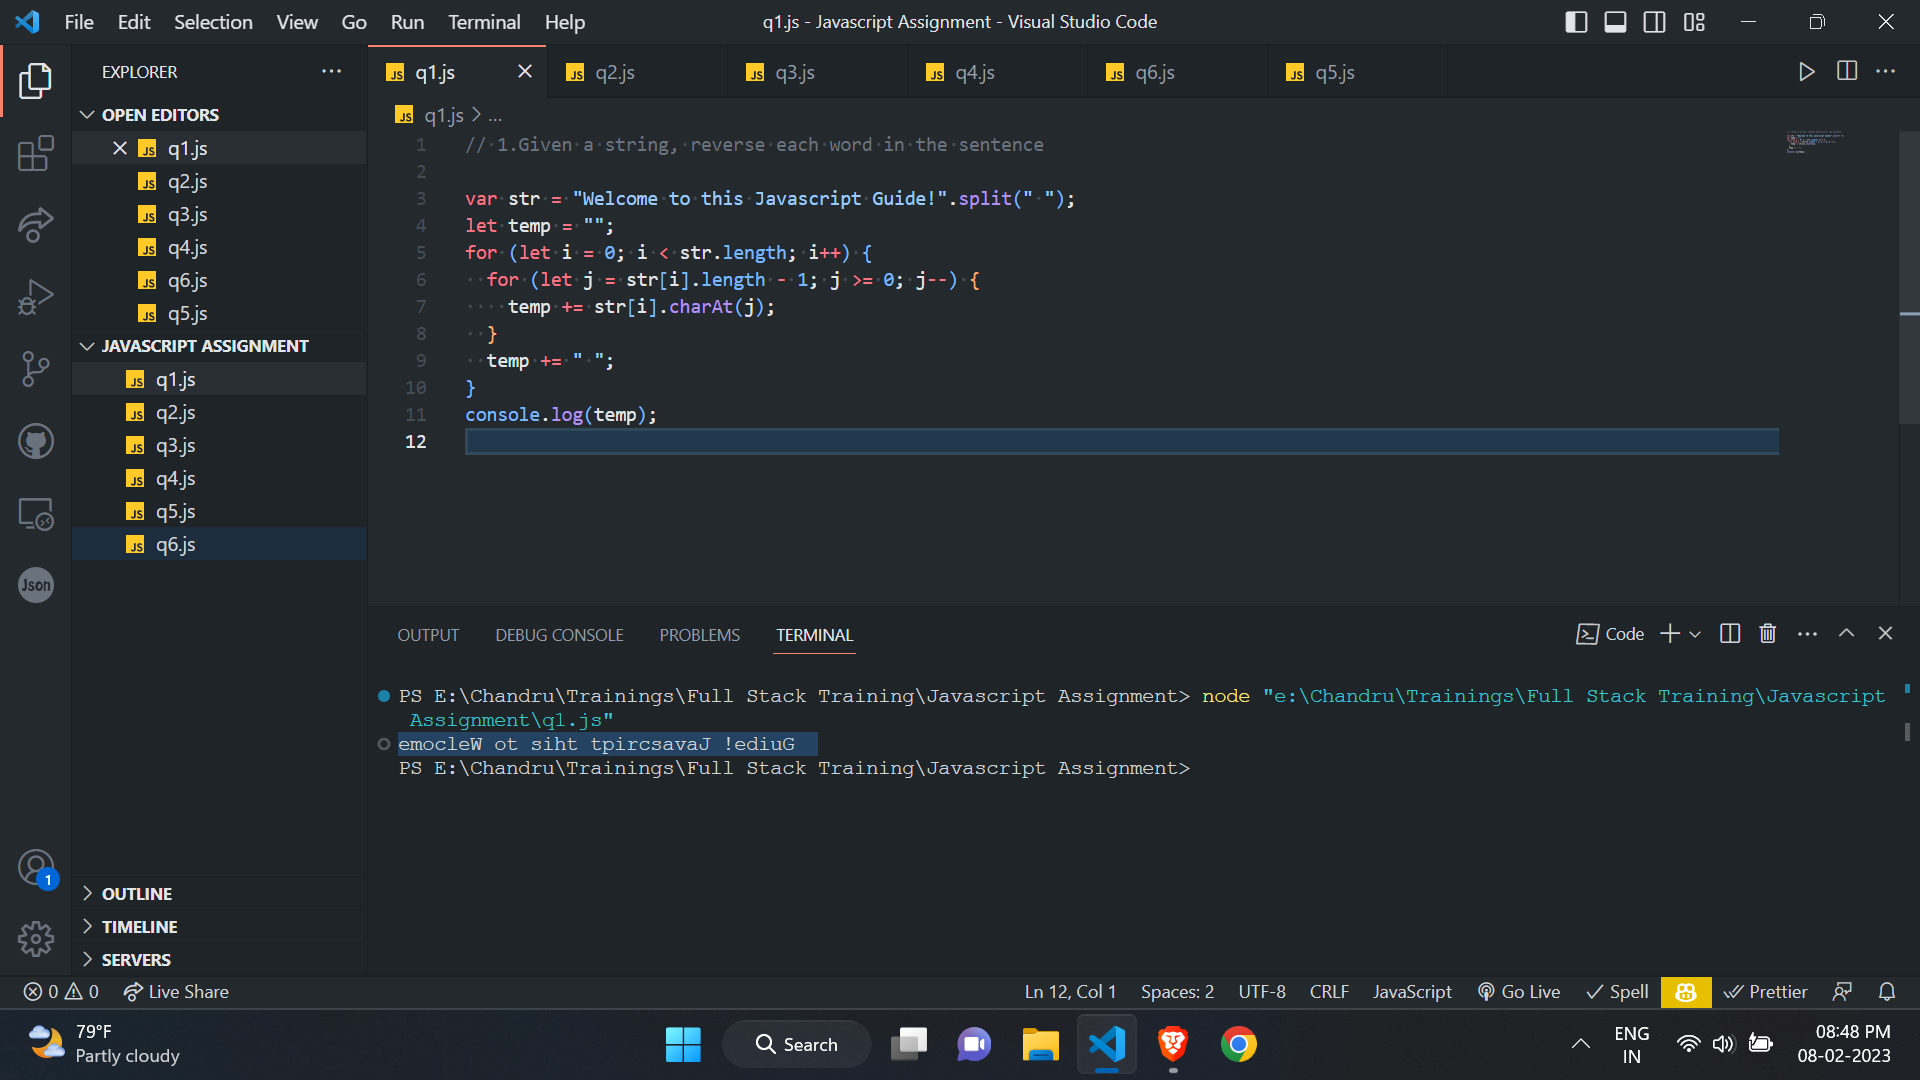 File Edit Selection View Go Run Terminal Help
q1.js - Javascript Assignment - Visual Studio Code
EXPLORER
OPEN EDITORS
q1.js
q2.js
q3.js
q4.js
q6.js
q5.js
JAVASCRIPT ASSIGNMENT
q1.js
q2.js
q3.js
q4.js
q5.js
q6.js
Json
1
OUTLINE
TIMELINE
SERVERS
q1.js q2.js q3.js q4.js q6.js q5.js
q1.js > ...
1 // 1.Given a string, reverse each word in the sentence
2
3 var str = "Welcome to this Javascript Guide!".split(" ");
4 let temp = "";
5 for (let i = 0; i < str.length; i++) {
6 for (let j = str[i].length - 1; j >= 0; j--) {
7 temp += str[i].charAt(j);
8 }
9 temp += " ";
10 }
11 console.log(temp);
12
OUTPUT DEBUG CONSOLE PROBLEMS TERMINAL Code
PS E:\Chandru\Trainings\Full Stack Training\Javascript Assignment> node "e:\Chandru\Trainings\Full Stack Training\Javascript
Assignment\q1.js"
emocleW ot siht tpircsavaJ !ediuG
PS E:\Chandru\Trainings\Full Stack Training\Javascript Assignment>
0 0 Live Share Ln 12, Col 1 Spaces: 2 UTF-8 CRLF JavaScript Go Live Spell Prettier
79°F
Partly cloudy
Search
ENG
IN
08:48 PM
08-02-2023